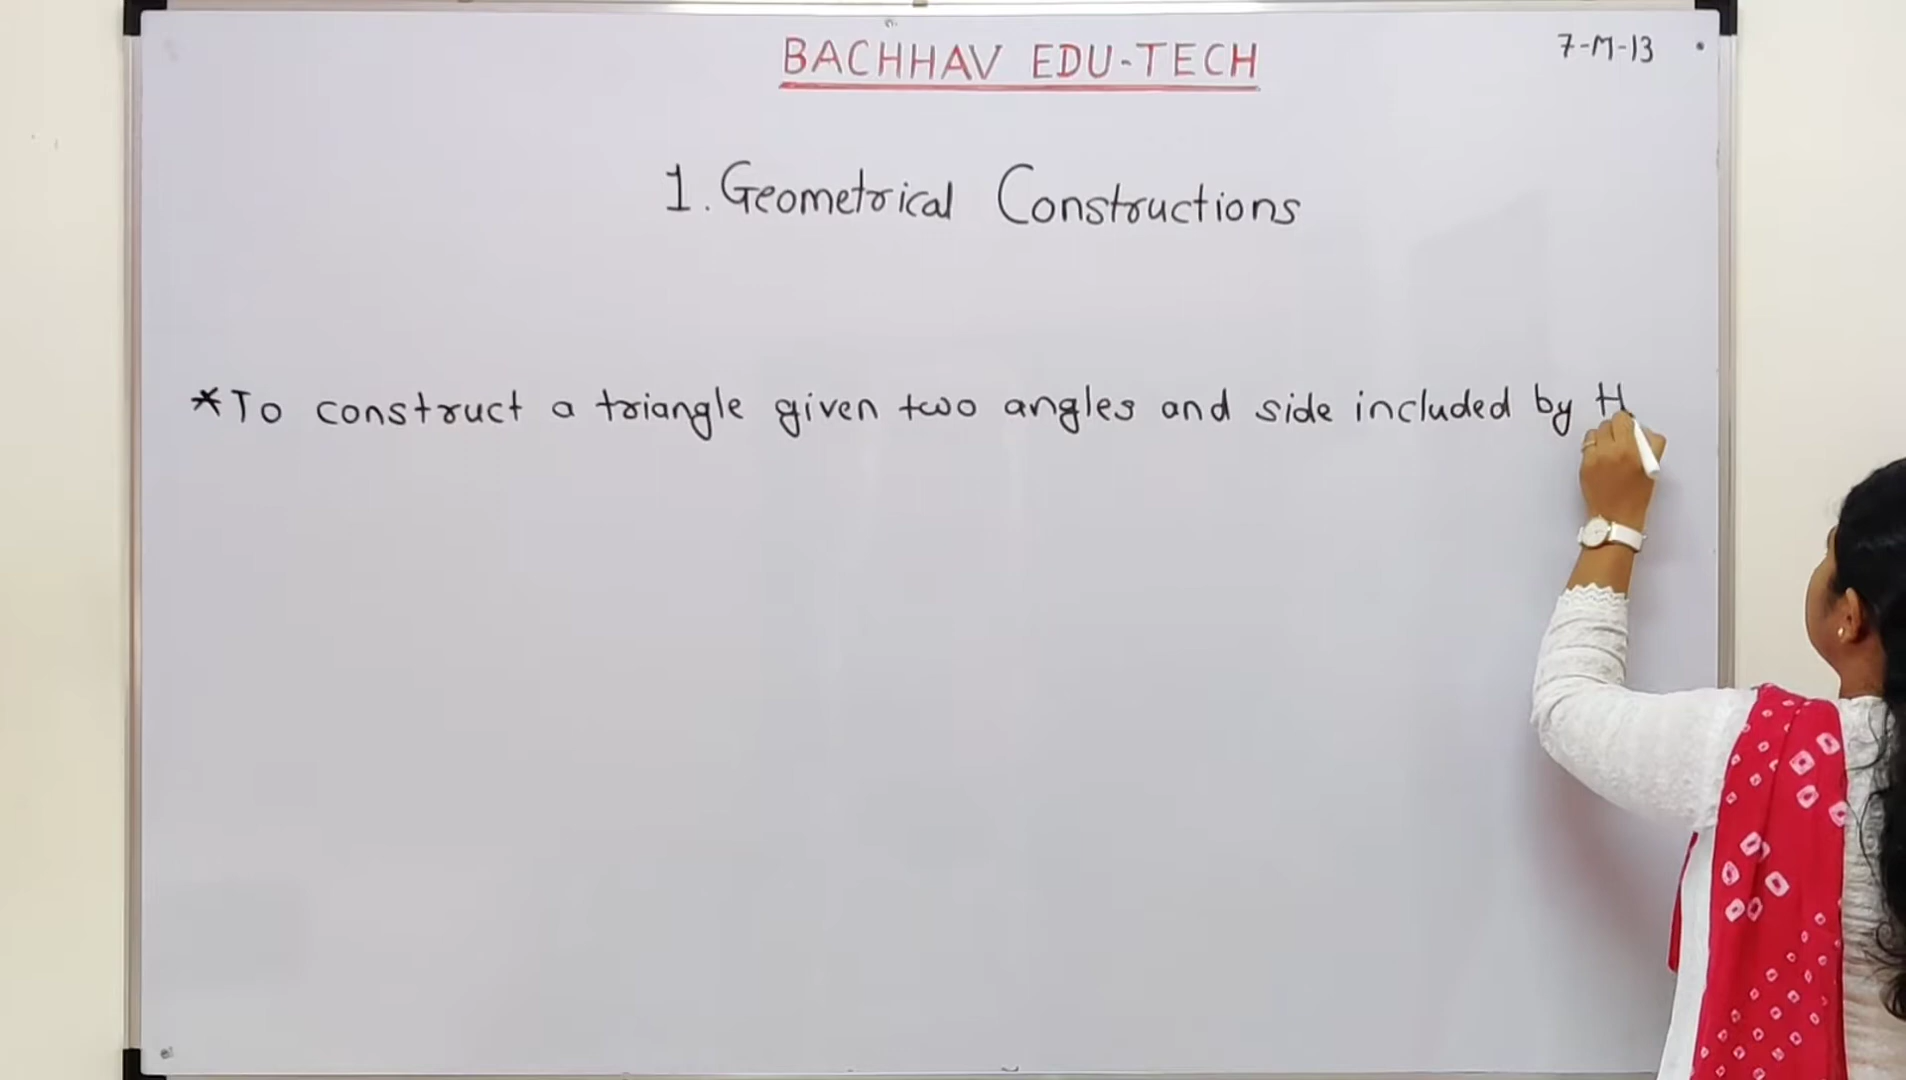 BACHHAV EDU-TECH
7-M-13
1. Geometrical Constructions
*To construct a triangle given two angles and side included by